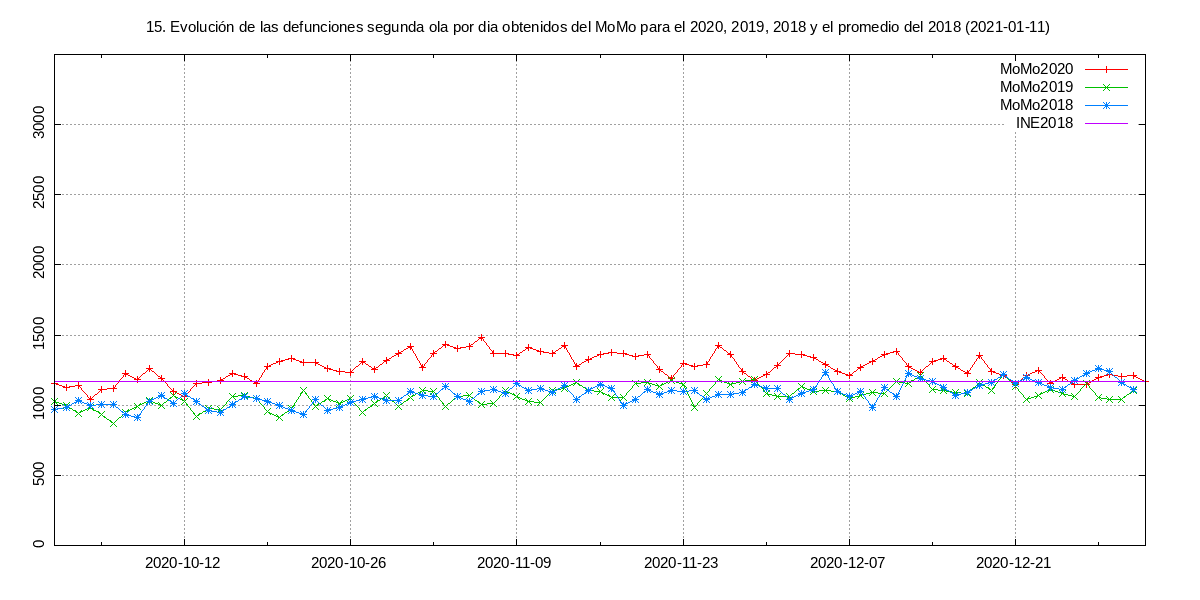 15. Evolución de las defunciones segunda ola por dia obtenidos del MoMo para el 2020, 2019, 2018 y el promedio del 2018 (2021-01-11)
MoMo2020
MoMo2019
MoMo2018
INE2018
3000
2500
2000
1500
1000
500
0
2020-10-12 2020-10-26 2020-11-09 2020-11-23 2020-12-07 2020-12-21